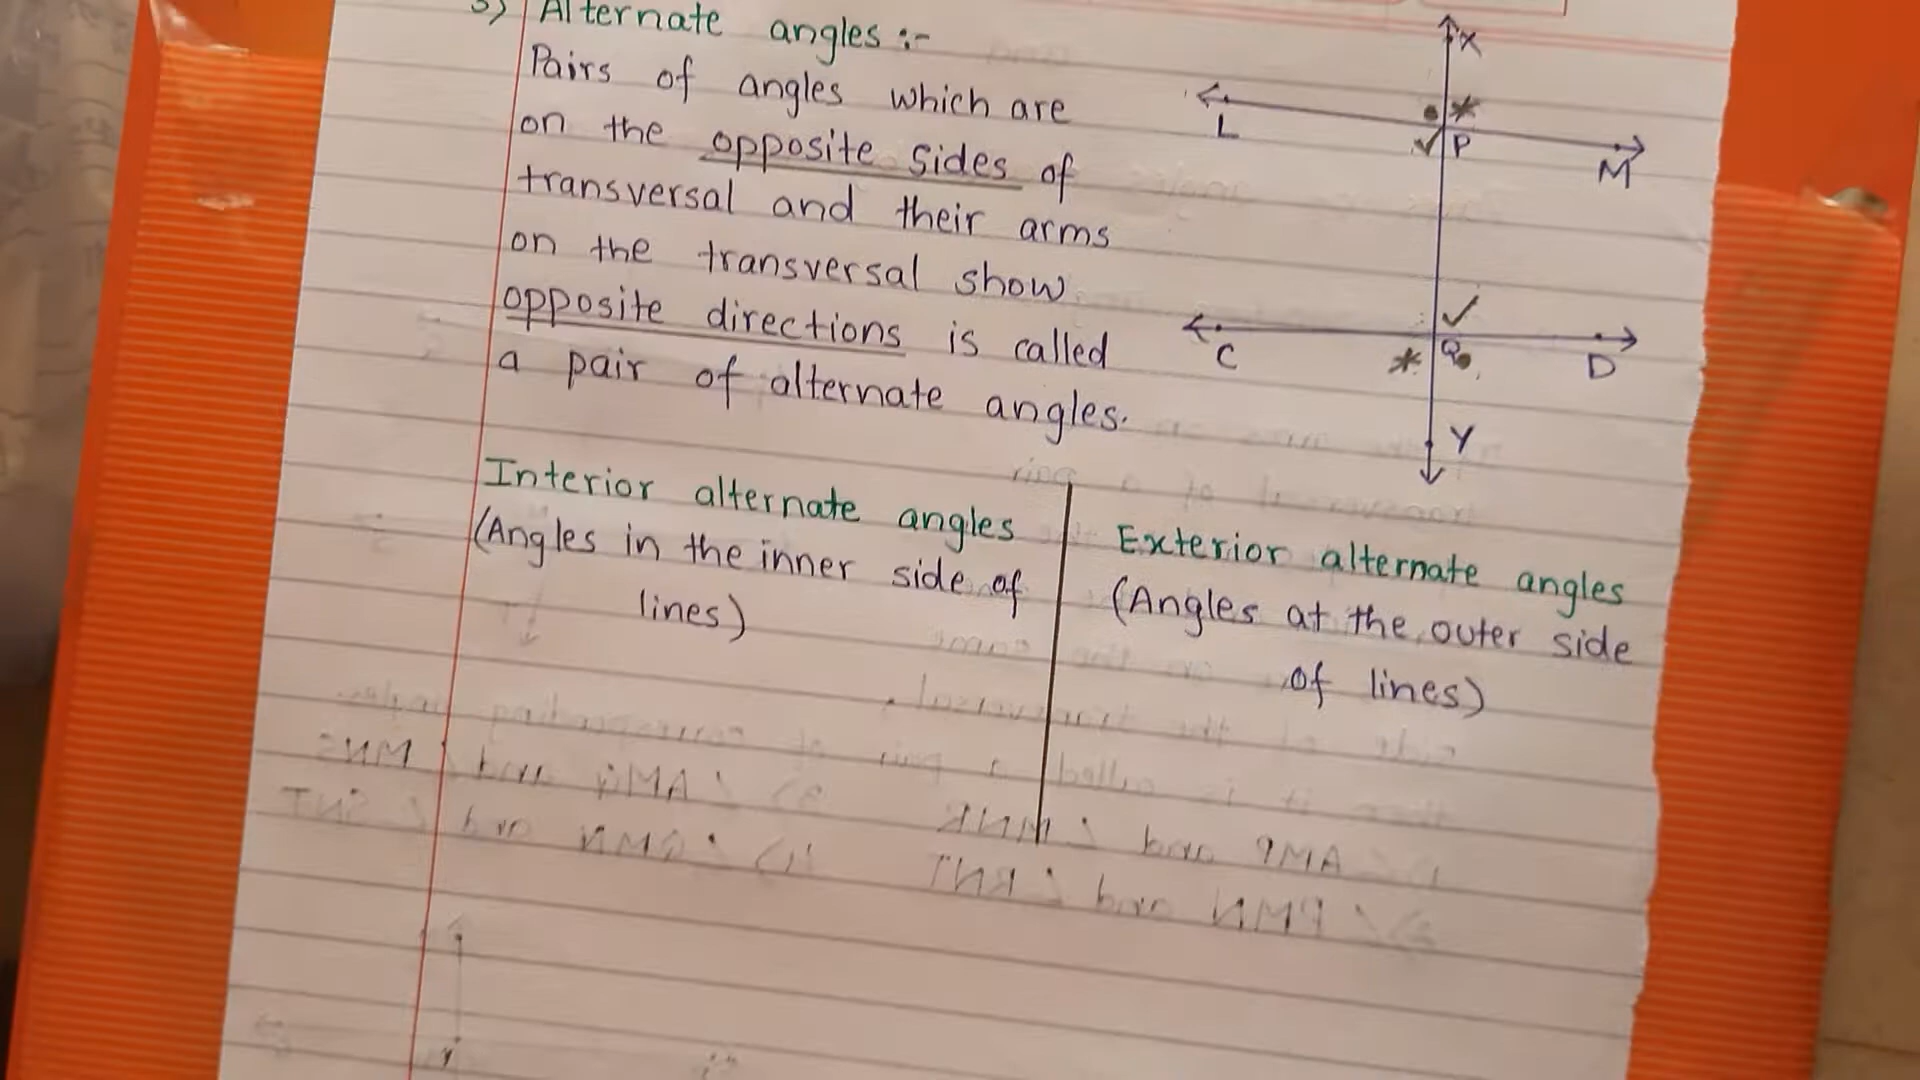 3) Alternate angles :-
Pairs of angles which are
on the opposite sides of
transversal and their arms
on the transversal show
opposite directions is called
a pair of alternate angles.
X
L
P
M
C
Q
D
Y
Interior alternate angles
(Angles in the inner side of
lines)
Exterior alternate angles
(Angles at the outer side
of lines)